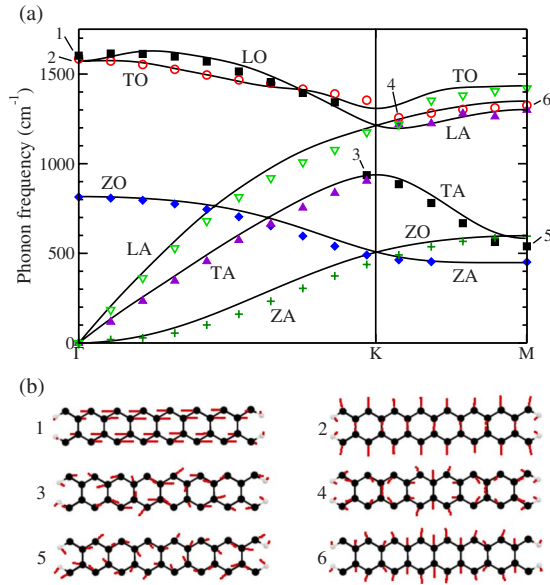 (a)
Phonon frequency (cm⁻¹)
1500
1000
500
0
1
2
LO
TO
TO
4
6
LA
3
ZO
TA
LA
ZO
TA
5
ZA
ZA
Γ
K
M
(b)
1
2
3
4
5
6